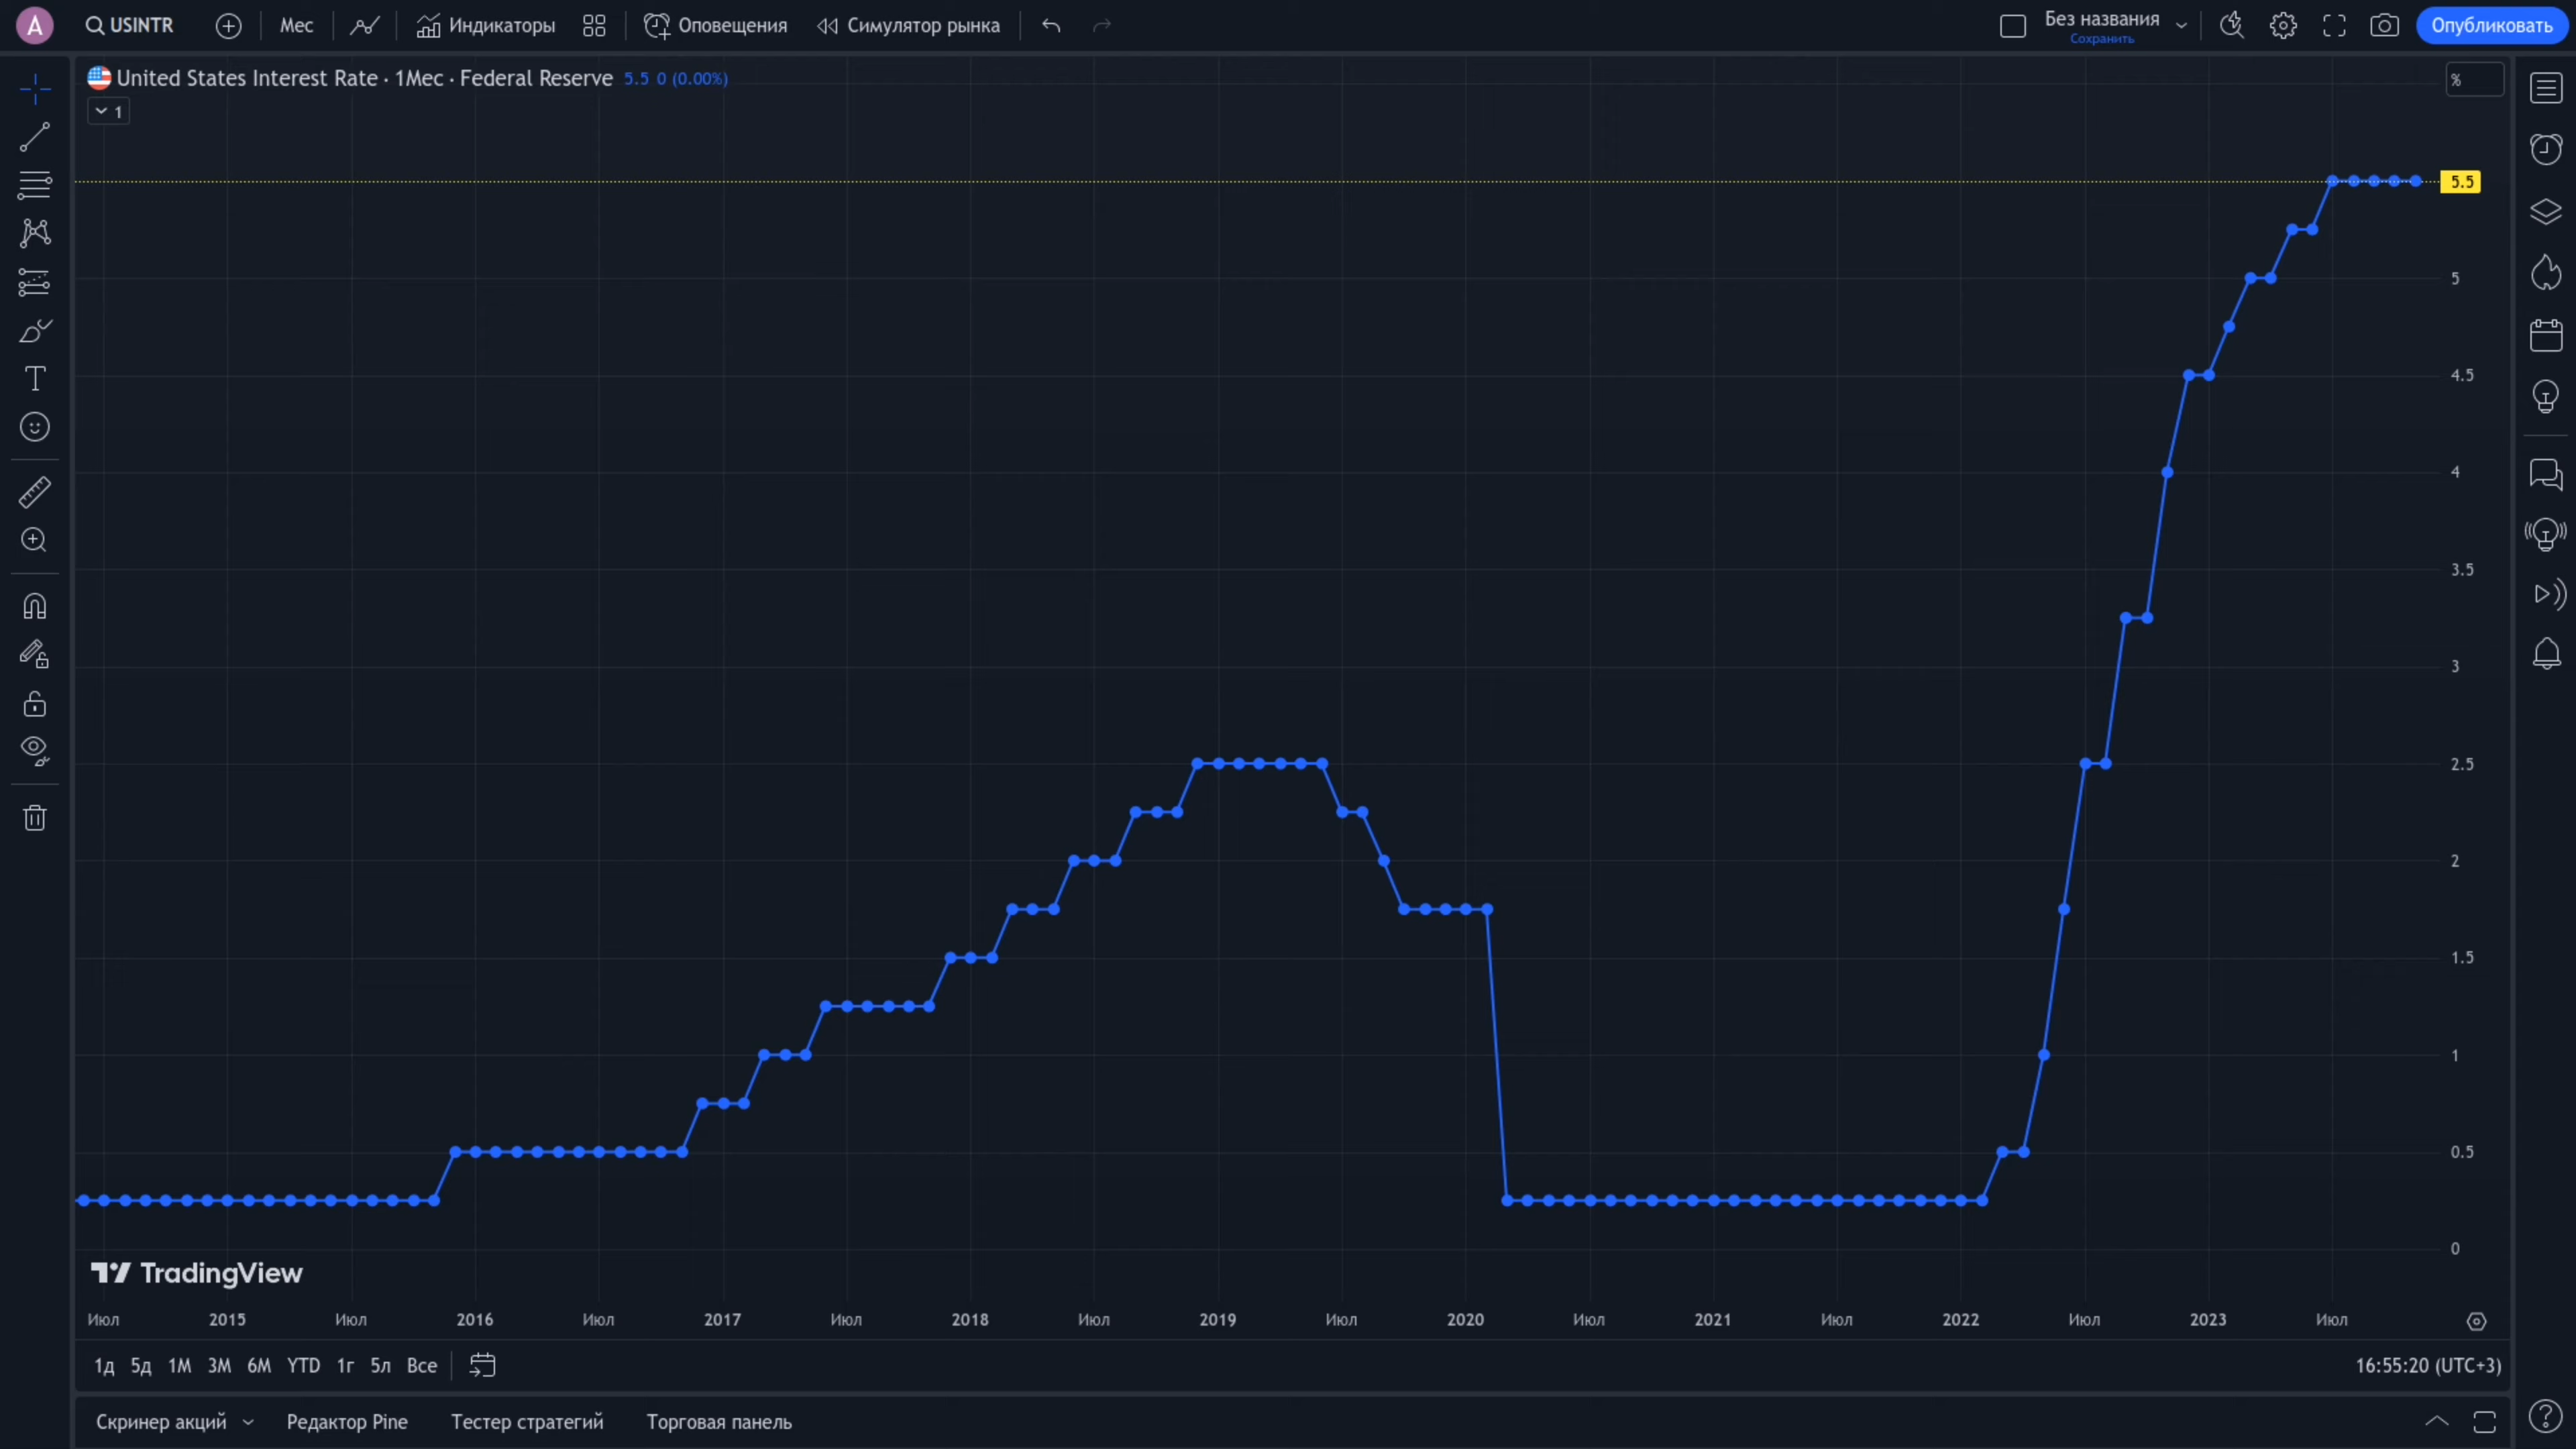 A USINTR Мес Индикаторы Оповещения Симулятор рынка Без названия Опубликовать
Сохранить
United States Interest Rate · 1Мес · Federal Reserve 5.5 0 (0.00%)
%
1
5.5
5
4.5
4
3.5
3
2.5
2
1.5
1
0.5
0
TradingView
Июл 2015 Июл 2016 Июл 2017 Июл 2018 Июл 2019 Июл 2020 Июл 2021 Июл 2022 Июл 2023 Июл
1д 5д 1М 3М 6М YTD 1г 5л Все 16:55:20 (UTC+3)
Скринер акций Редактор Pine Тестер стратегий Торговая панель